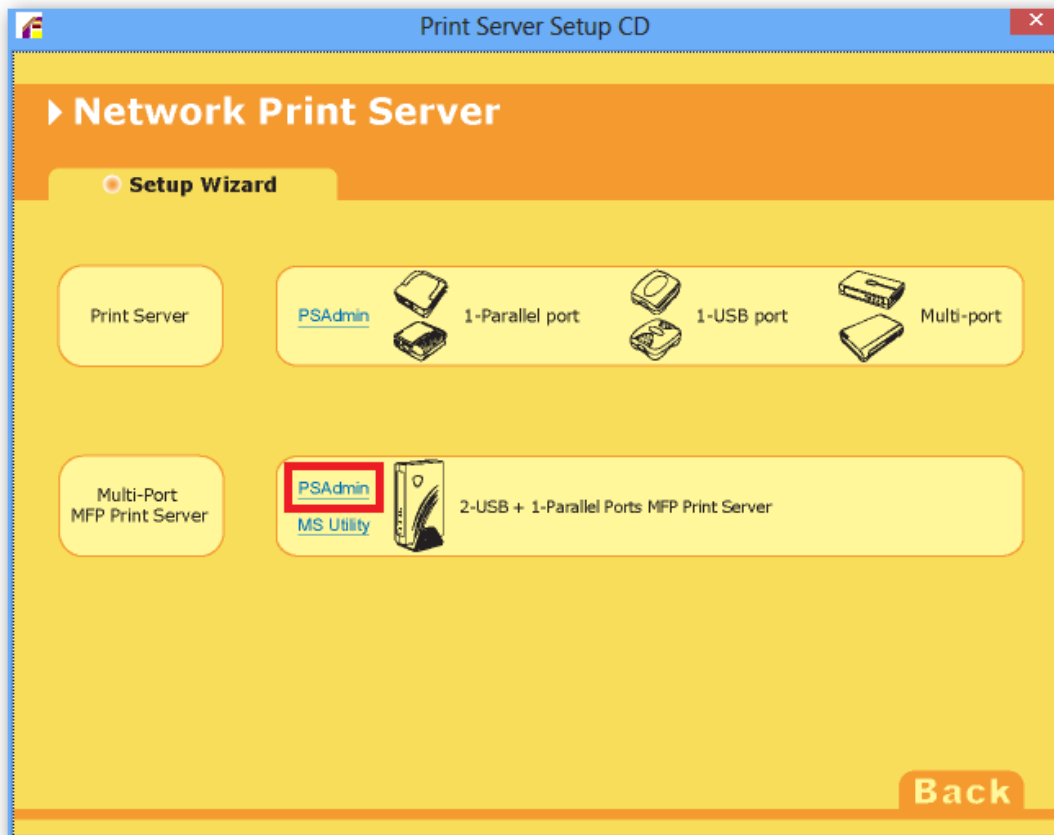 Print Server Setup CD
Network Print Server
Setup Wizard
Print Server
PSAdmin
1-Parallel port
1-USB port
Multi-port
Multi-Port
MFP Print Server
PSAdmin
MS Utility
2-USB + 1-Parallel Ports MFP Print Server
Back